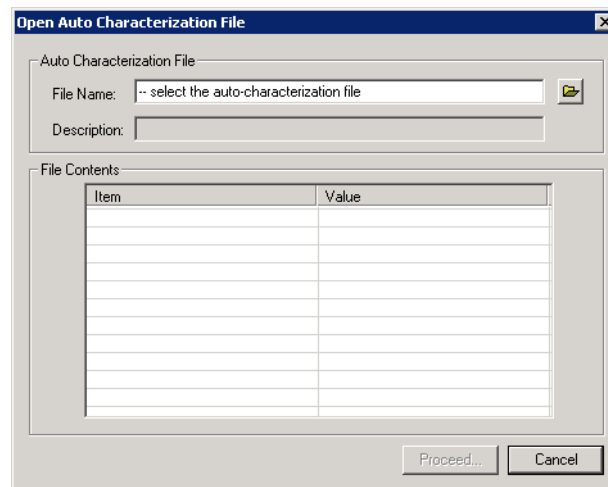 Open Auto Characterization File
Auto Characterization File
File Name: -- select the auto-characterization file
Description:
File Contents
Item Value
Proceed... Cancel